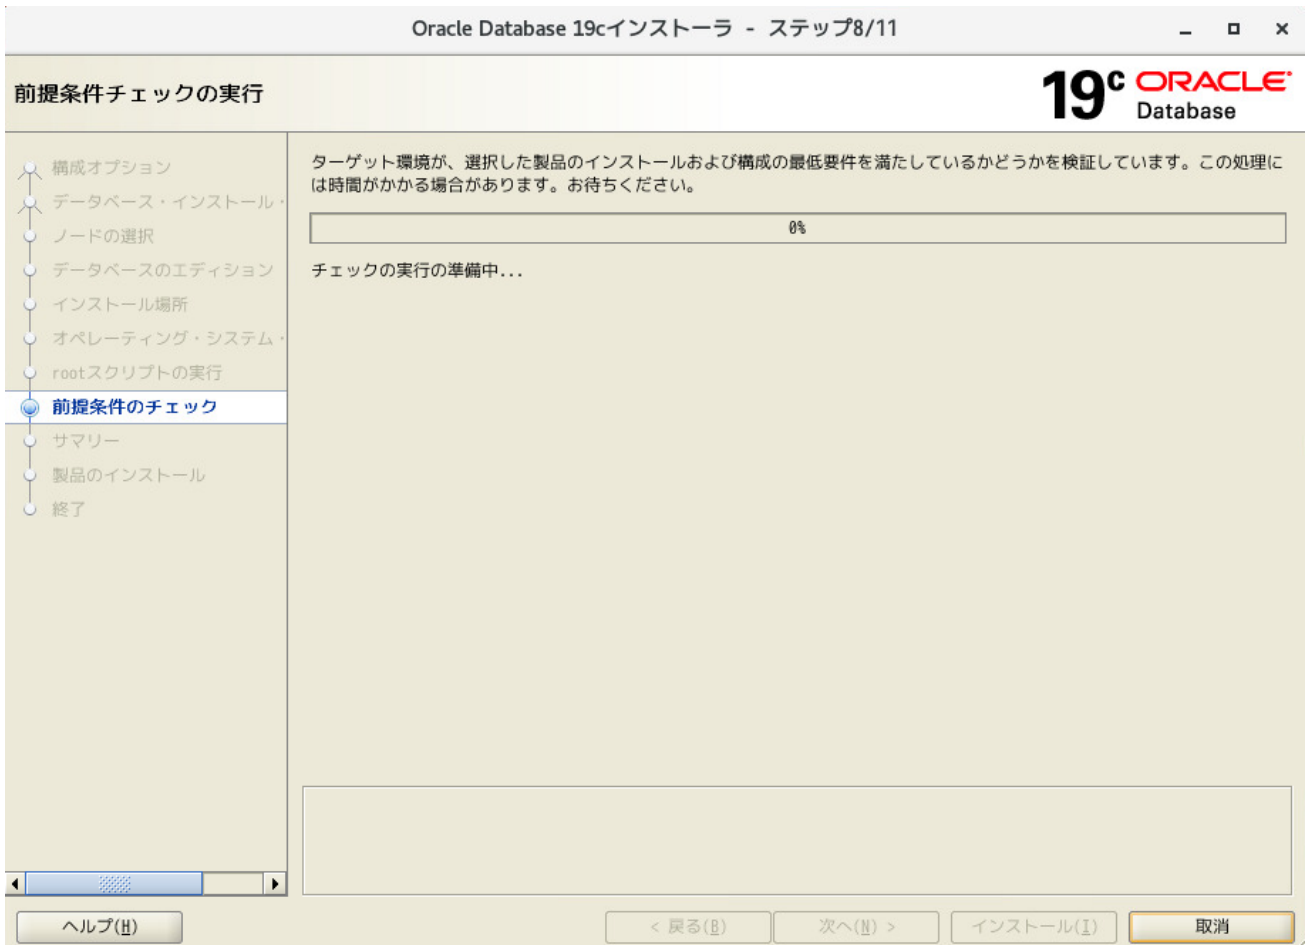 Oracle Database 19cインストーラ - ステップ8/11
前提条件チェックの実行
19c ORACLE
Database
構成オプション
データベース・インストール・
ノードの選択
データベースのエディション
インストール場所
オペレーティング・システム・
rootスクリプトの実行
前提条件のチェック
サマリー
製品のインストール
終了
ターゲット環境が、選択した製品のインストールおよび構成の最低要件を満たしているかどうかを検証しています。この処理に
は時間がかかる場合があります。お待ちください。
0%
チェックの実行の準備中...
ヘルプ(H)
< 戻る(B)
次へ(N) >
インストール(I)
取消